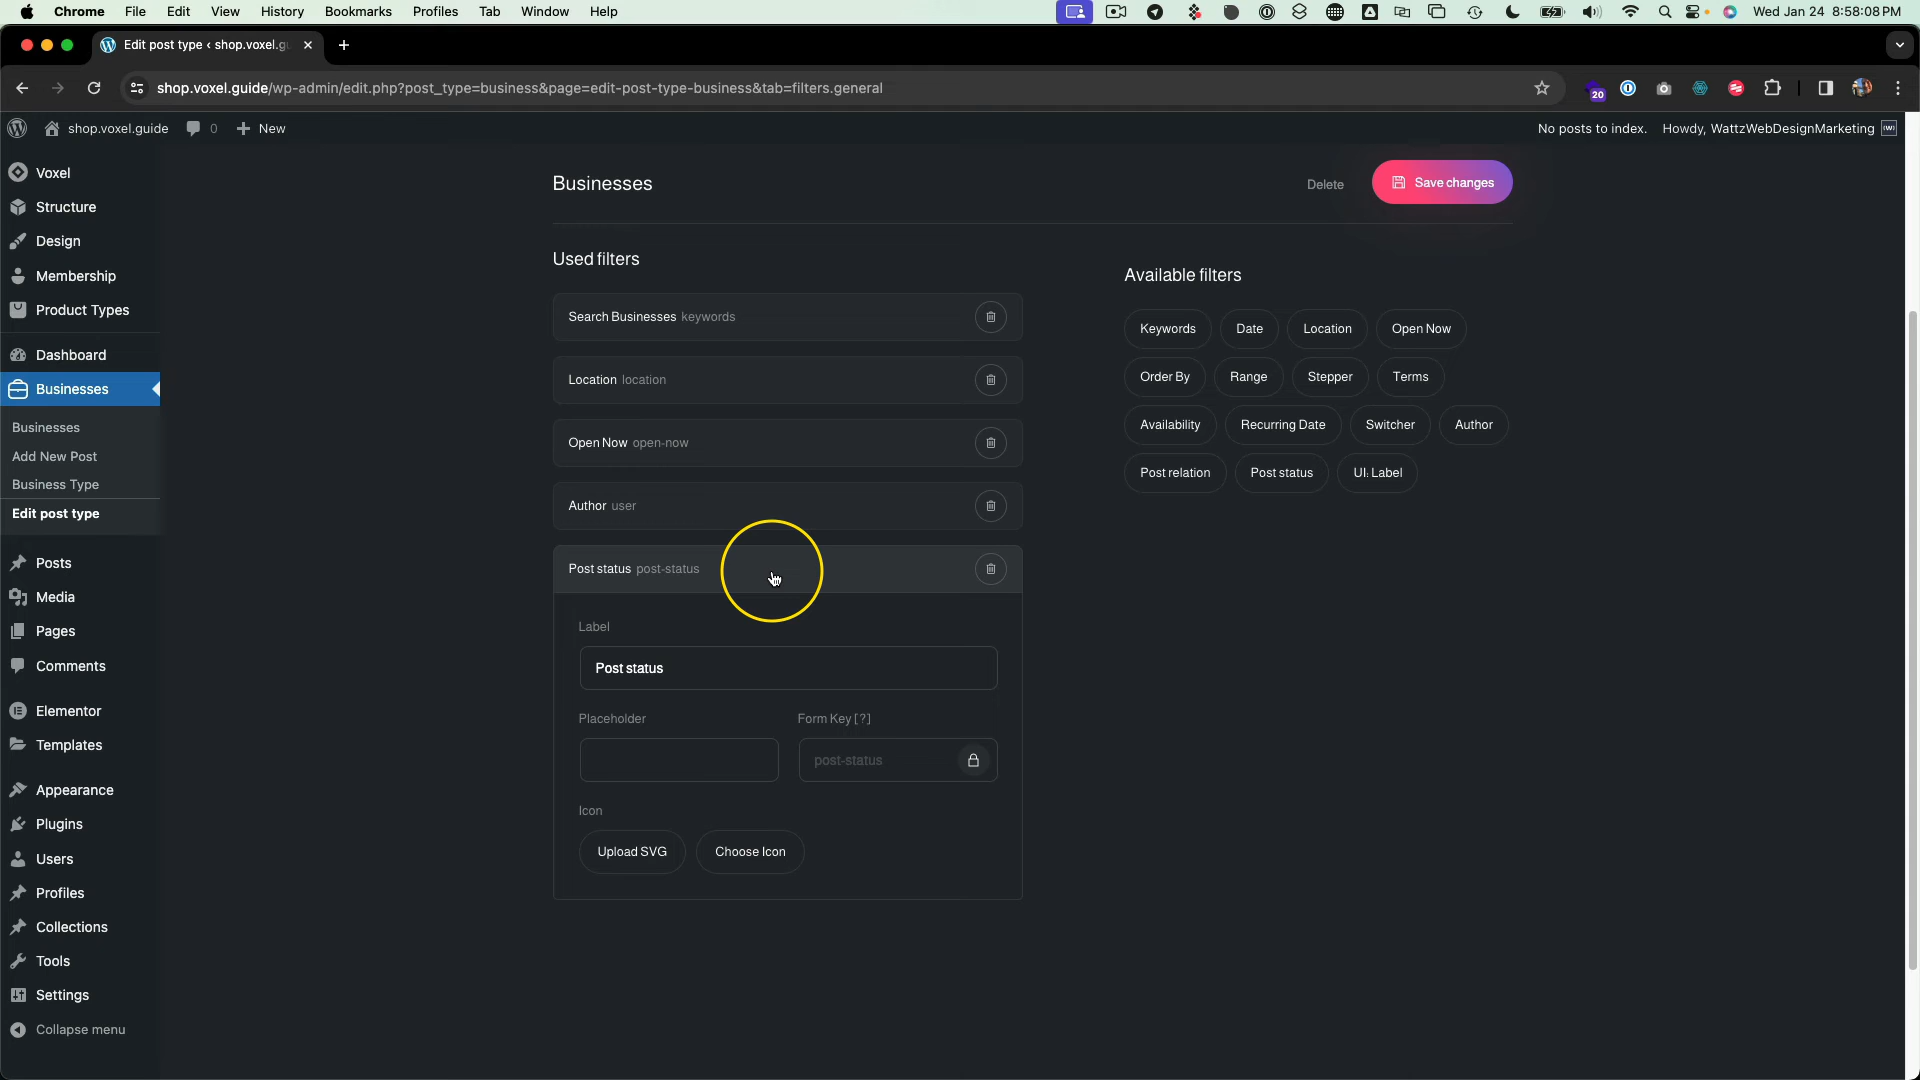 Chrome File Edit View History Bookmarks Profiles Tab Window Help
Wed Jan 24 8:58:08 PM
Edit post type ‹ shop.voxel.gu
shop.voxel.guide/wp-admin/edit.php?post_type=business&page=edit-post-type-business&tab=filters.general
20
shop.voxel.guide 0 New
No posts to index. Howdy, WattzWebDesignMarketing
Voxel
Structure
Design
Membership
Product Types
Dashboard
Businesses
Businesses
Add New Post
Business Type
Edit post type
Posts
Media
Pages
Comments
Elementor
Templates
Appearance
Plugins
Users
Profiles
Collections
Tools
Settings
Collapse menu
Businesses
Delete
Save changes
Used filters
Search Businesses keywords
Location location
Open Now open-now
Author user
Post status post-status
Label
Post status
Placeholder
Form Key [?]
post-status
Icon
Upload SVG
Choose Icon
Available filters
Keywords Date Location Open Now
Order By Range Stepper Terms
Availability Recurring Date Switcher Author
Post relation Post status UI: Label